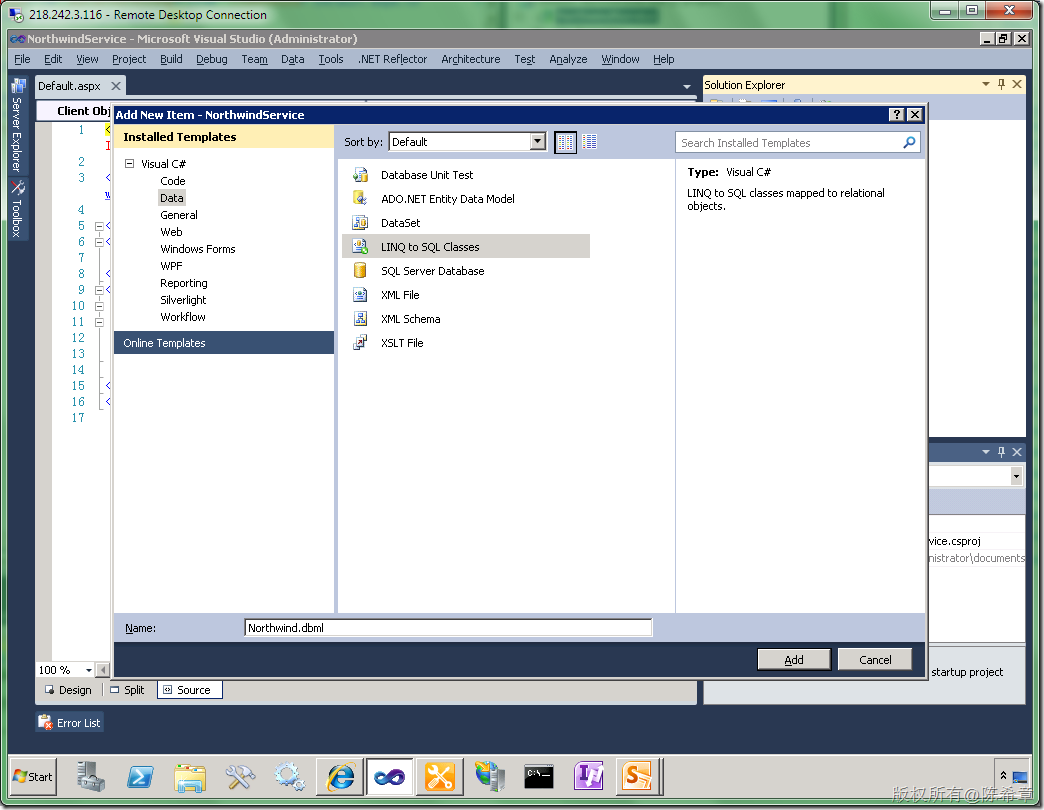 218.242.3.116 - Remote Desktop Connection
NorthwindService - Microsoft Visual Studio (Administrator)
File Edit View Project Build Debug Team Data Tools .NET Reflector Architecture Test Analyze Window Help
Server Explorer
Toolbox
Default.aspx
Solution Explorer
Client Obj
1
2
3
4
5
6
7
8
9
10
11
12
13
14
15
16
17
Add New Item - NorthwindService
Installed Templates
Visual C#
Code
Data
General
Web
Windows Forms
WPF
Reporting
Silverlight
Workflow
Online Templates
Sort by: Default
Database Unit Test
ADO.NET Entity Data Model
DataSet
LINQ to SQL Classes
SQL Server Database
XML File
XML Schema
XSLT File
Search Installed Templates
Type: Visual C#
LINQ to SQL classes mapped to relational
objects.
Name: Northwind.dbml
Add Cancel
vice.csproj
nistrator\documents
startup project
100 %
Design Split Source
Error List
Start
版权所有@陈希章